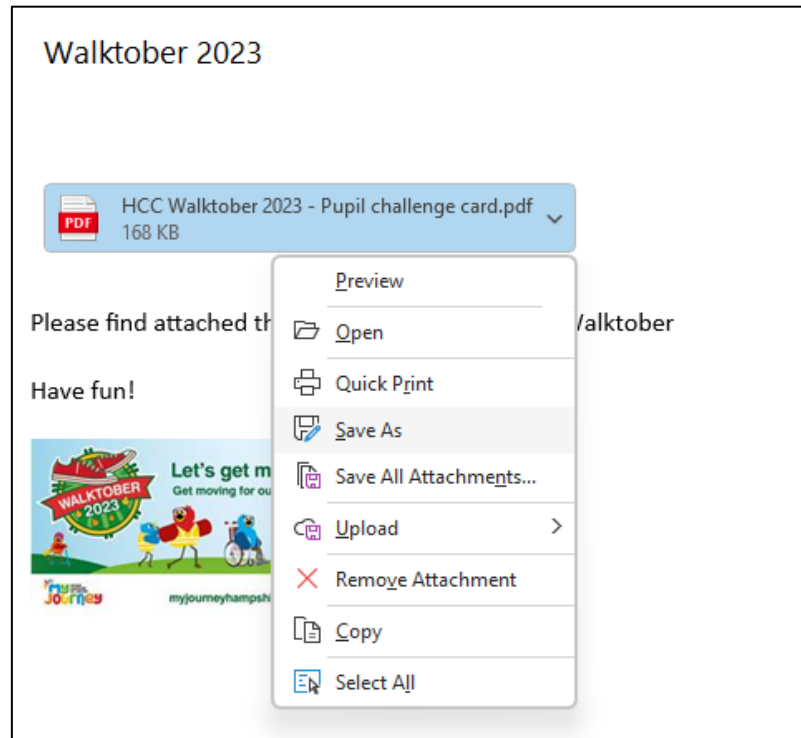 Walktober 2023
PDF
HCC Walktober 2023 - Pupil challenge card.pdf
168 KB
Preview
Please find attached th
Walktober
Open
Quick Print
Have fun!
Save As
Let's get m
Save All Attachments...
Get moving for ou
WALKTOBER
2023
Upload
Remove Attachment
my journey
myjourneyhampsh
Copy
Select All